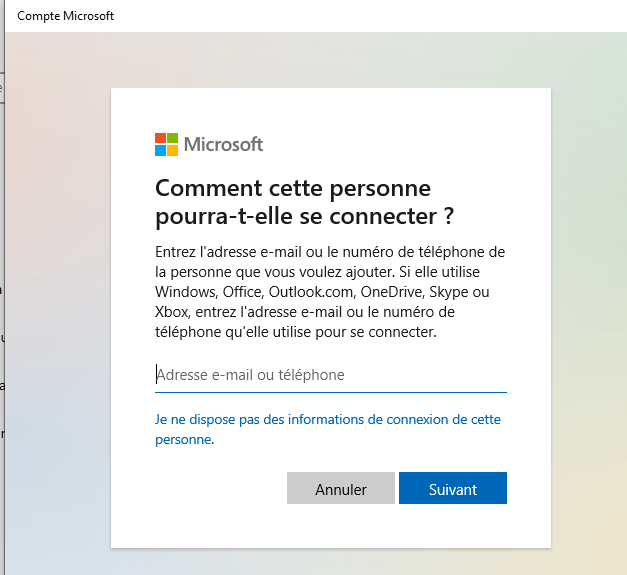 Compte Microsoft
Microsoft
Comment cette personne
pourra-t-elle se connecter ?
Entrez l'adresse e-mail ou le numéro de téléphone de
la personne que vous voulez ajouter. Si elle utilise
Windows, Office, Outlook.com, OneDrive, Skype ou
Xbox, entrez l'adresse e-mail ou le numéro de
téléphone qu'elle utilise pour se connecter.
Adresse e-mail ou téléphone
Je ne dispose pas des informations de connexion de cette
personne.
Annuler
Suivant